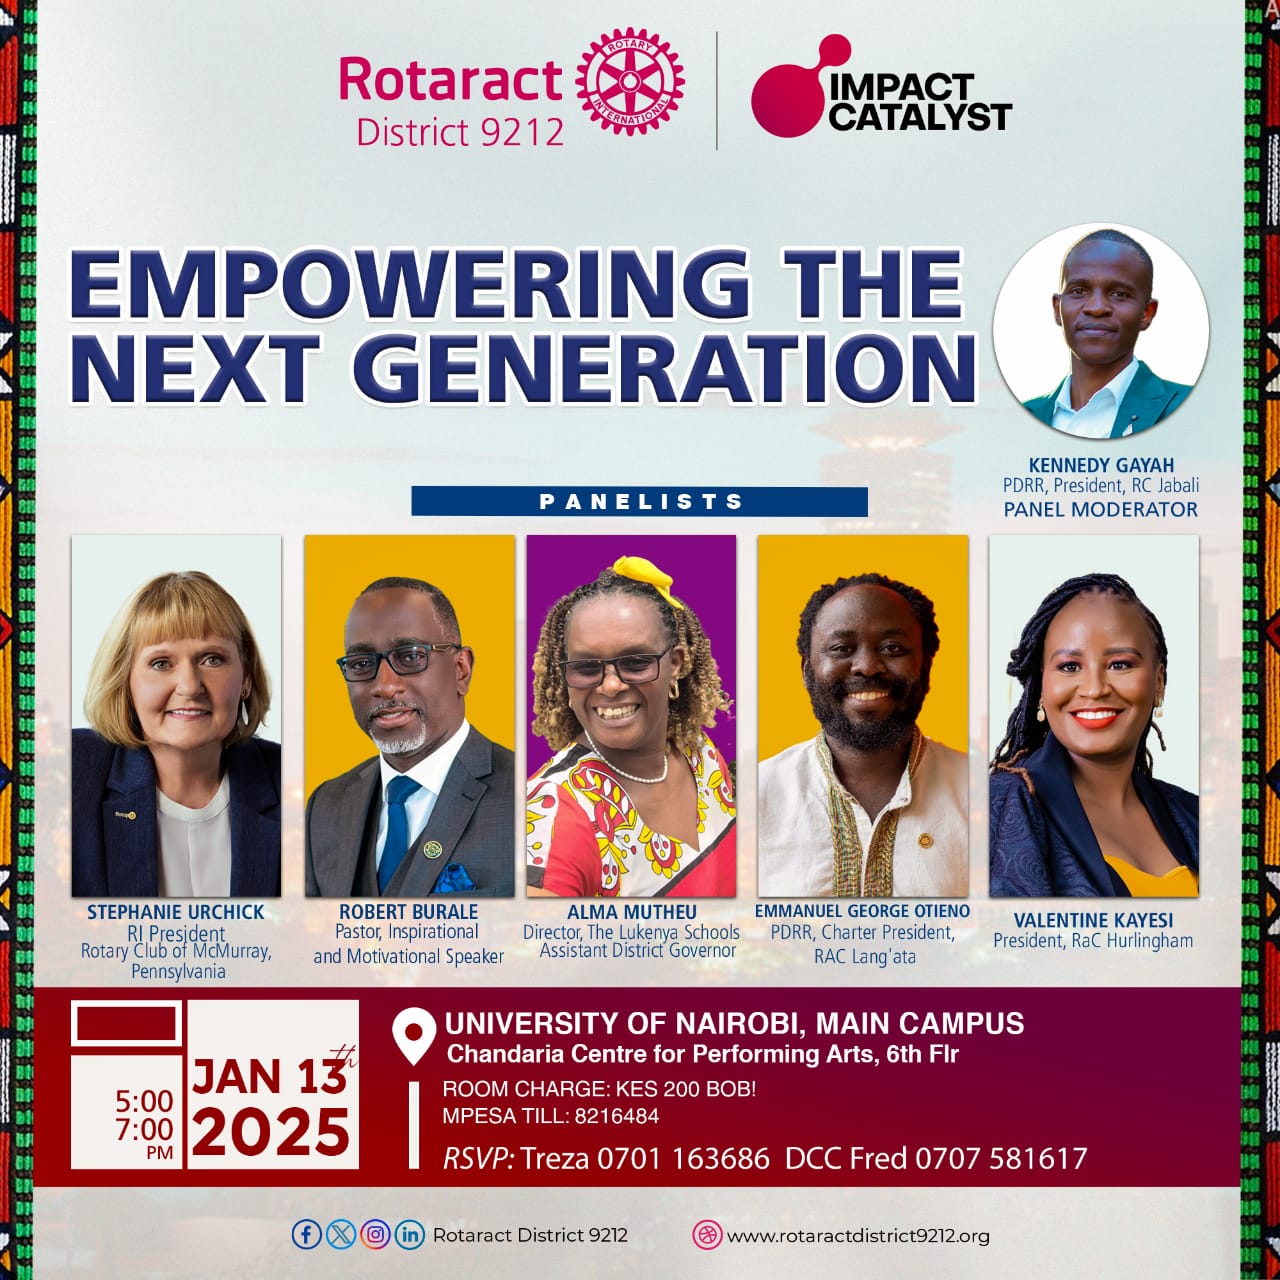 A
Rotaract
District 9212
ROTARY
INTERNATIONAL
IMPACT
CATALYST
EMPOWERING THE
NEXT GENERATION
KENNEDY GAYAH
PDRR, President, RC Jabali
PANEL MODERATOR
PANELISTS
STEPHANIE URCHICK
RI President
Rotary Club of McMurray,
Pennsylvania
ROBERT BURALE
Pastor, Inspirational
and Motivational Speaker
ALMA MUTHEU
Director, The Lukenya Schools
Assistant District Governor
EMMANUEL GEORGE OTIENO
PDRR, Charter President,
RAC Lang'ata
VALENTINE KAYESI
President, RaC Hurlingham
5:00
7:00
PM
JAN 13th
2025
UNIVERSITY OF NAIROBI, MAIN CAMPUS
Chandaria Centre for Performing Arts, 6th Flr
ROOM CHARGE: KES 200 BOB!
MPESA TILL: 8216484
RSVP: Treza 0701 163686 DCC Fred 0707 581617
Rotaract District 9212
www.rotaractdistrict9212.org